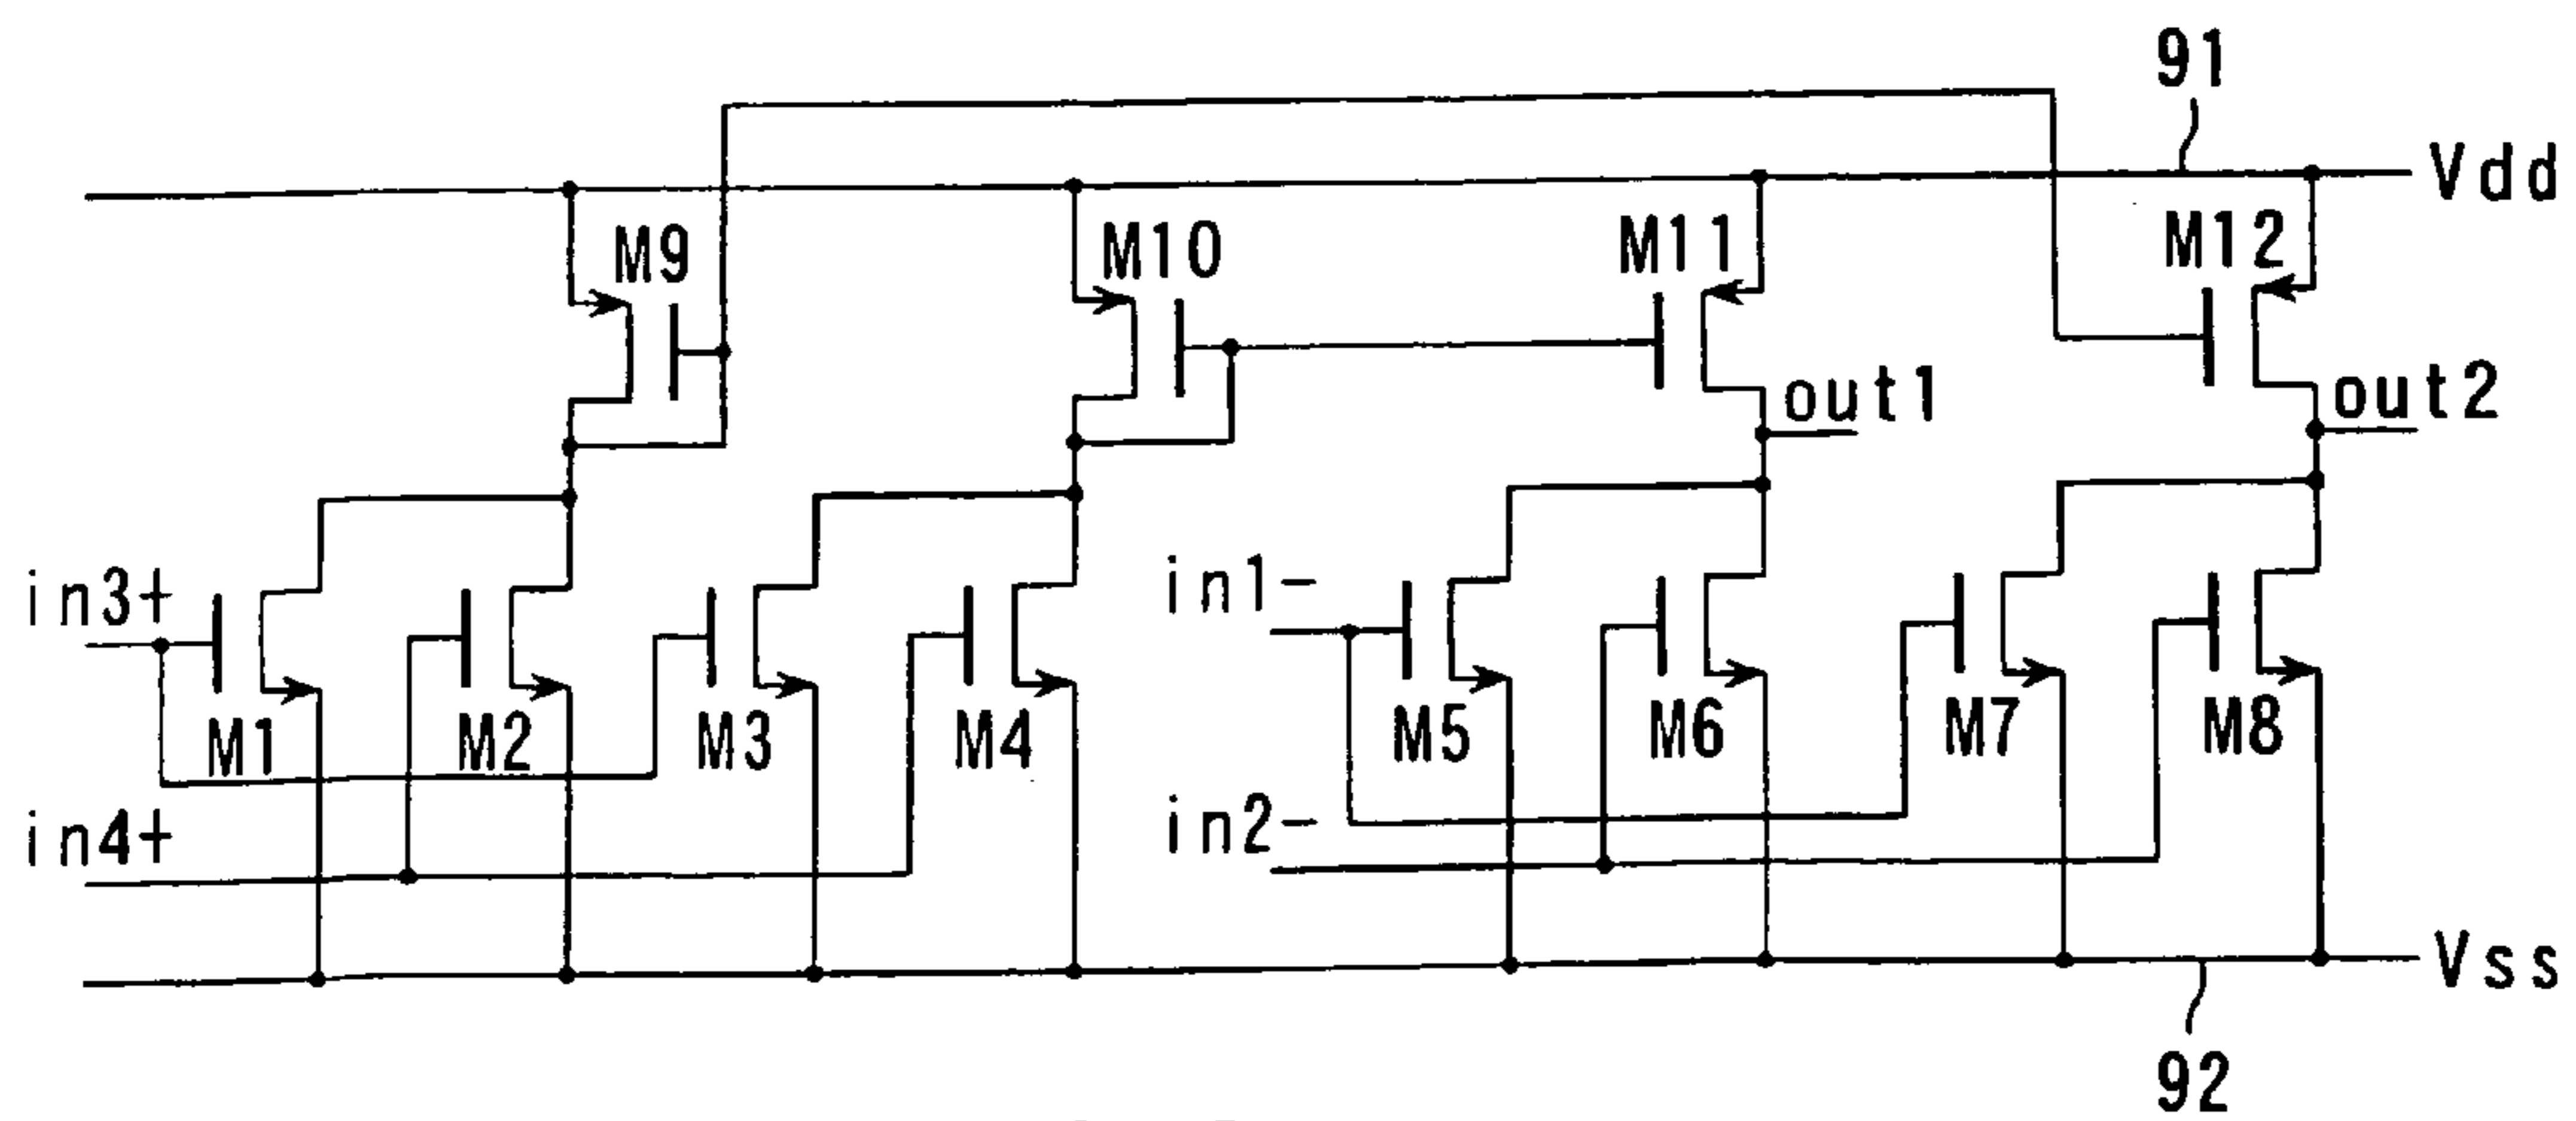 91
Vdd
M9
M10
M11
M12
out1
out2
in3+
in1-
M1
M2
M3
M4
M5
M6
M7
M8
in4+
in2-
Vss
92